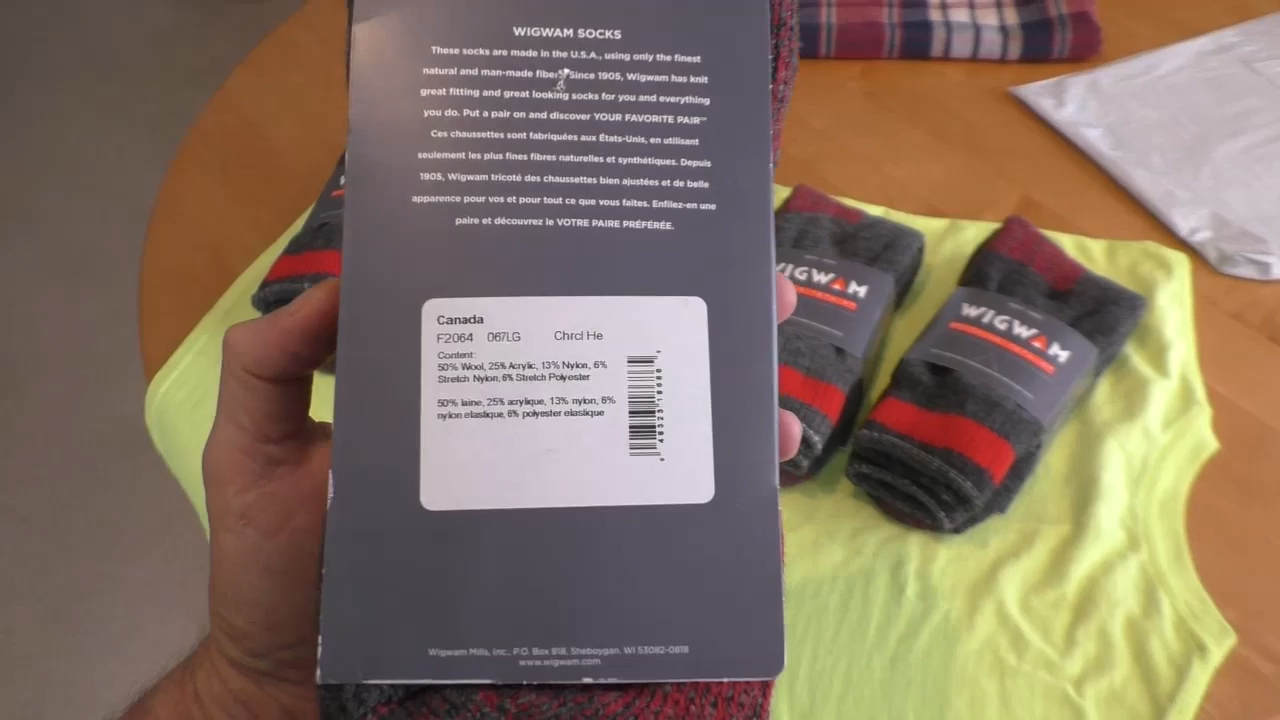 WIGWAM SOCKS
These socks are made in the U.S.A., using only the finest
natural and man-made fibers. Since 1905, Wigwam has knit
great fitting and great looking socks for you and everything
you do. Put a pair on and discover YOUR FAVORITE PAIR™
Ces chaussettes sont fabriquées aux États-Unis, en utilisant
seulement les plus fines fibres naturelles et synthétiques. Depuis
1905, Wigwam tricoté des chaussettes bien ajustées et de belle
apparence pour vos et pour tout ce que vous faites. Enfilez-en une
paire et découvrez le VOTRE PAIRE PRÉFÉRÉE.
Canada
F2064 067LG Chrcl He
Content:
50% Wool, 25% Acrylic, 13% Nylon, 6%
Stretch Nylon, 6% Stretch Polyester
50% laine, 25% acrylique, 13% nylon, 6%
nylon elastique, 6% polyester elastique
Wigwam Mills, Inc., P.O. Box 818, Sheboygan, WI 53082-0818
www.wigwam.com
WIGWAM
WIGWAM